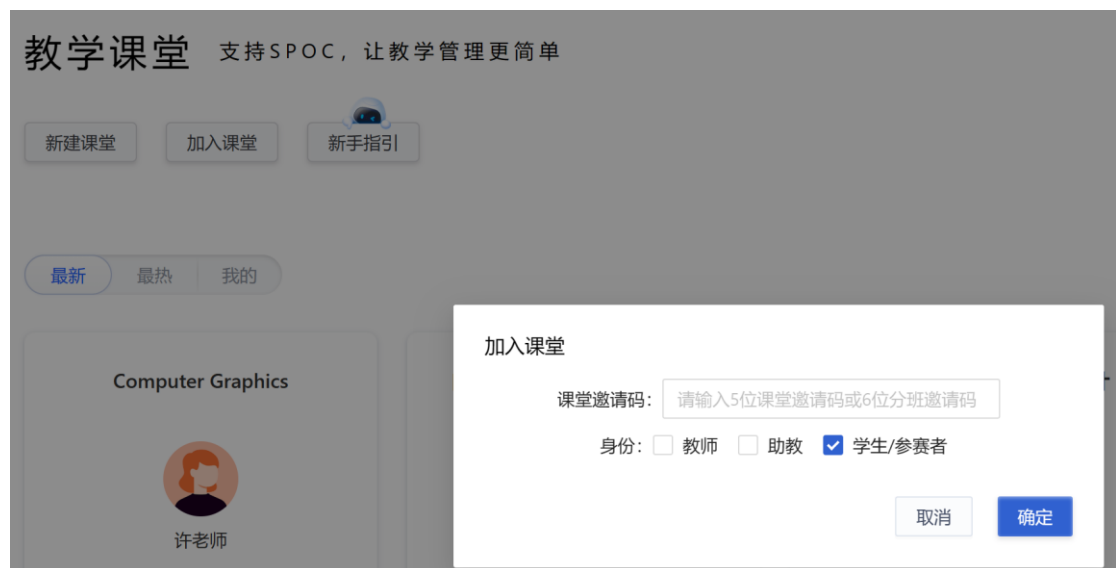 教学课堂 支持SPOC，让教学管理更简单
新建课堂 加入课堂 新手指引
最新 最热 我的
Computer Graphics
许老师
加入课堂
课堂邀请码： 请输入5位课堂邀请码或6位分班邀请码
身份： 教师 助教 学生/参赛者
取消 确定